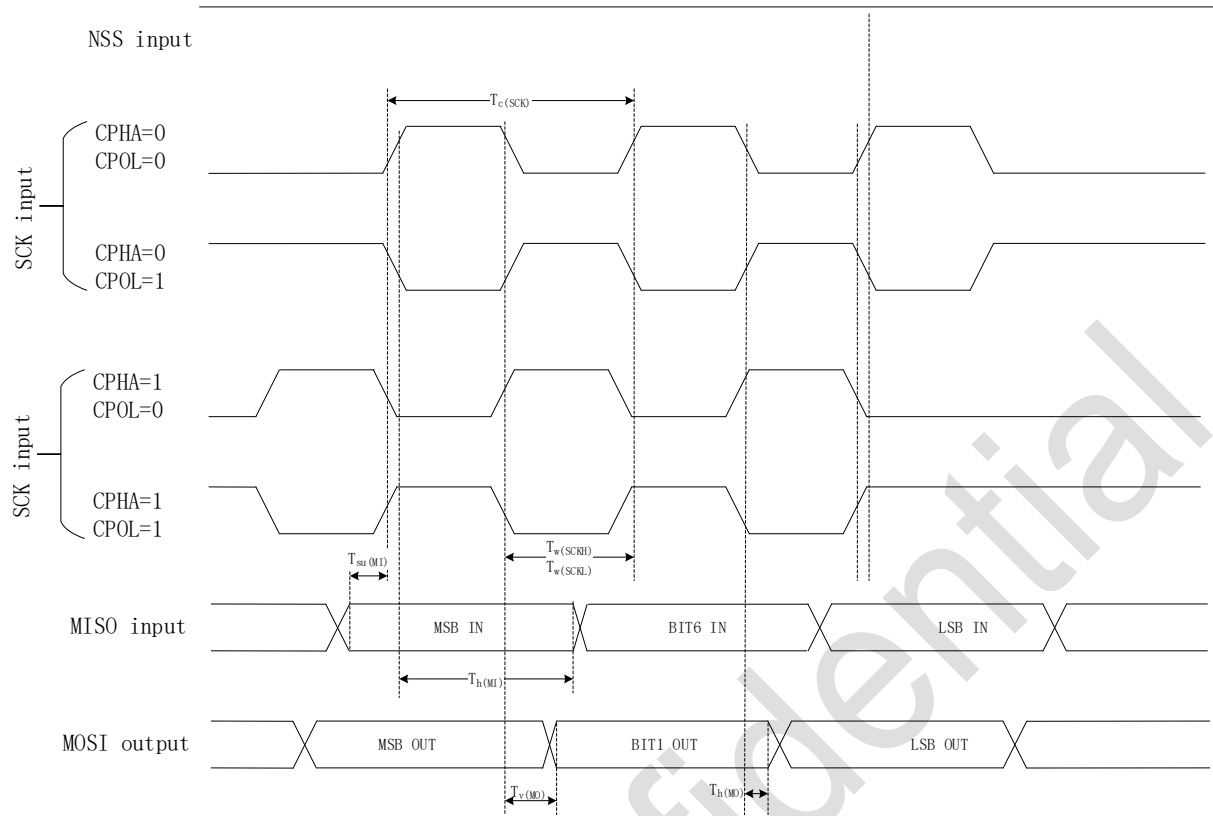 NSS input
Tc(SCK)
SCK input
CPHA=0
CPOL=0
CPHA=0
CPOL=1
SCK input
CPHA=1
CPOL=0
CPHA=1
CPOL=1
Tsu(MI)
Tw(SCKH)
Tw(SCKL)
MISO input
MSB IN
BIT6 IN
LSB IN
Th(MI)
MOSI output
MSB OUT
BIT1 OUT
LSB OUT
Tv(MO)
Th(MO)
fidential